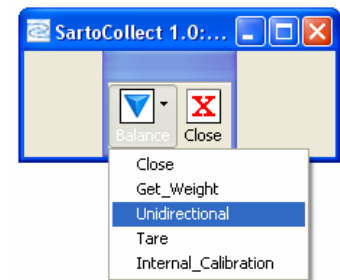 SartoCollect 1.0:...
Balance Close
Close
Get_Weight
Unidirectional
Tare
Internal_Calibration